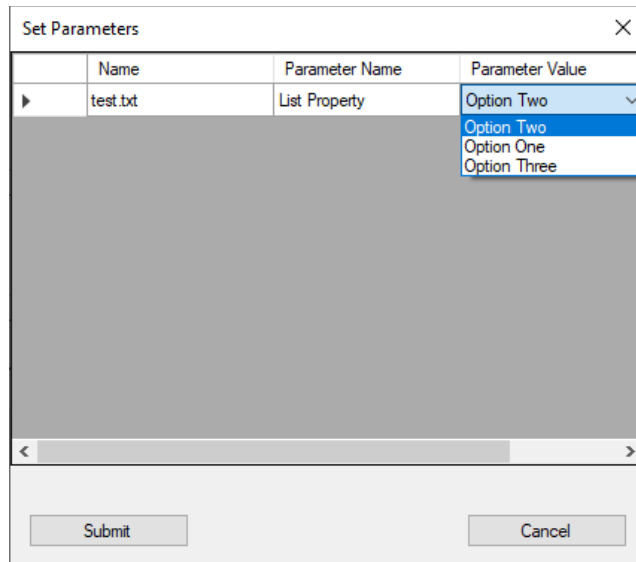 Set Parameters
Name Parameter Name Parameter Value
test.txt List Property Option Two
Option Two
Option One
Option Three
Submit Cancel